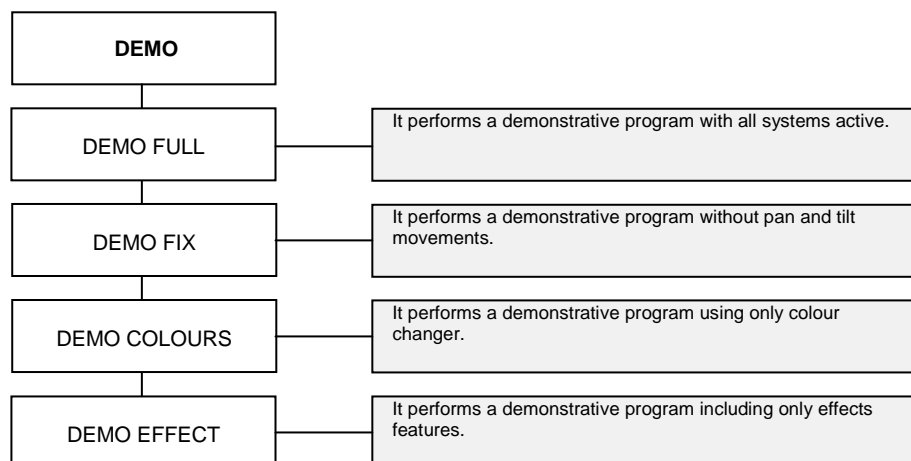 DEMO
DEMO FULL
It performs a demonstrative program with all systems active.
DEMO FIX
It performs a demonstrative program without pan and tilt
movements.
DEMO COLOURS
It performs a demonstrative program using only colour
changer.
DEMO EFFECT
It performs a demonstrative program including only effects
features.